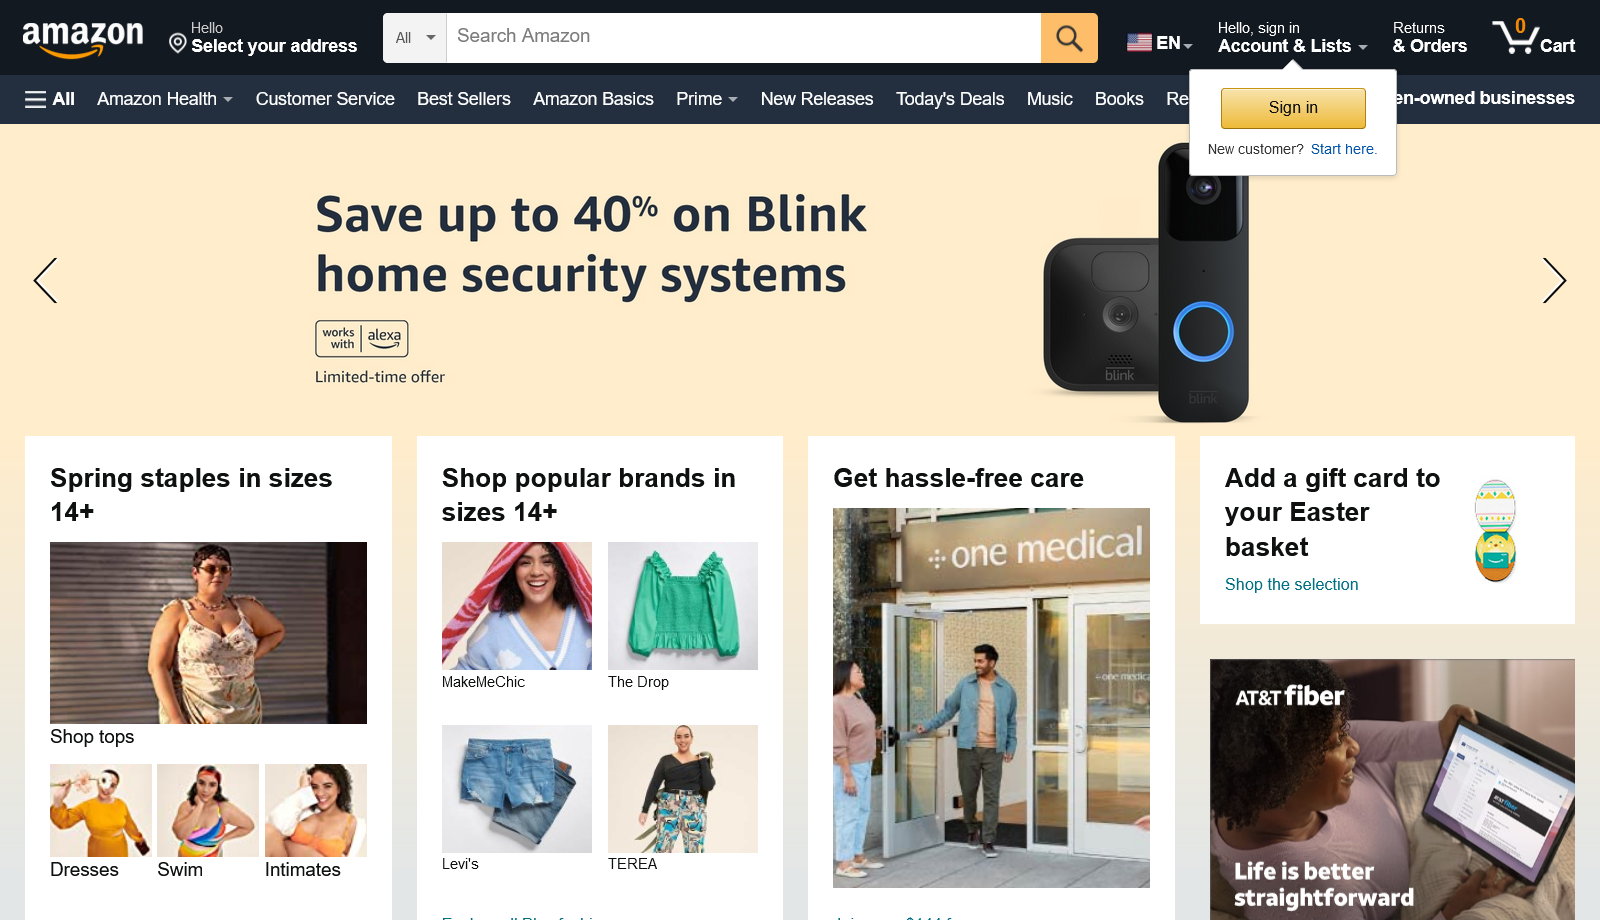 amazon
Hello
Select your address
All
Search Amazon
EN
Hello, sign in
Account & Lists
Returns
& Orders
0
Cart
All
Amazon Health
Customer Service
Best Sellers
Amazon Basics
Prime
New Releases
Today's Deals
Music
Books
en-owned businesses
Sign in
New customer? Start here.
Save up to 40% on Blink
home security systems
works with | alexa
Limited-time offer
blink
blink
Spring staples in sizes
14+
Shop tops
Dresses
Swim
Intimates
Shop popular brands in
sizes 14+
MakeMeChic
The Drop
Levi's
TEREA
Get hassle-free care
one medical
one medical
Add a gift card to
your Easter
basket
Shop the selection
AT&T fiber
AT&T fiber
Life is better
straightforward